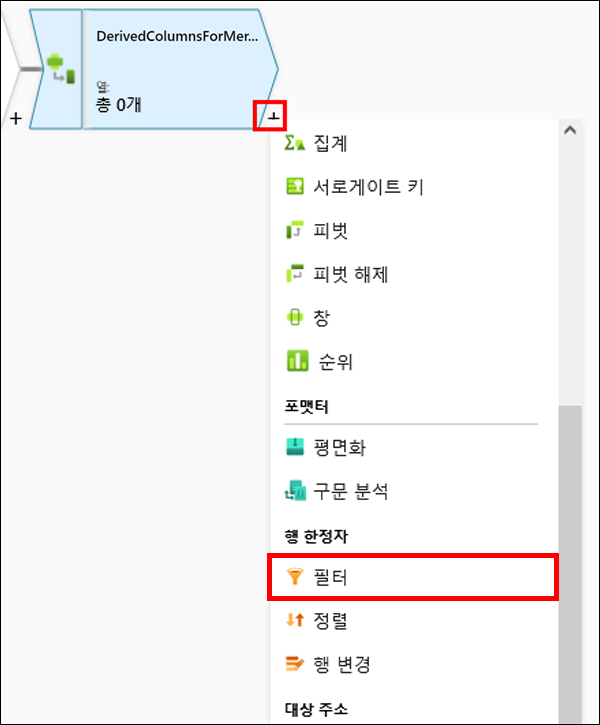 DerivedColumnsForMer...
열:
총 0개
+
+
집계
서로게이트 키
피벗
피벗 해제
창
순위
포맷터
평면화
구문 분석
행 한정자
필터
정렬
행 변경
대상 주소